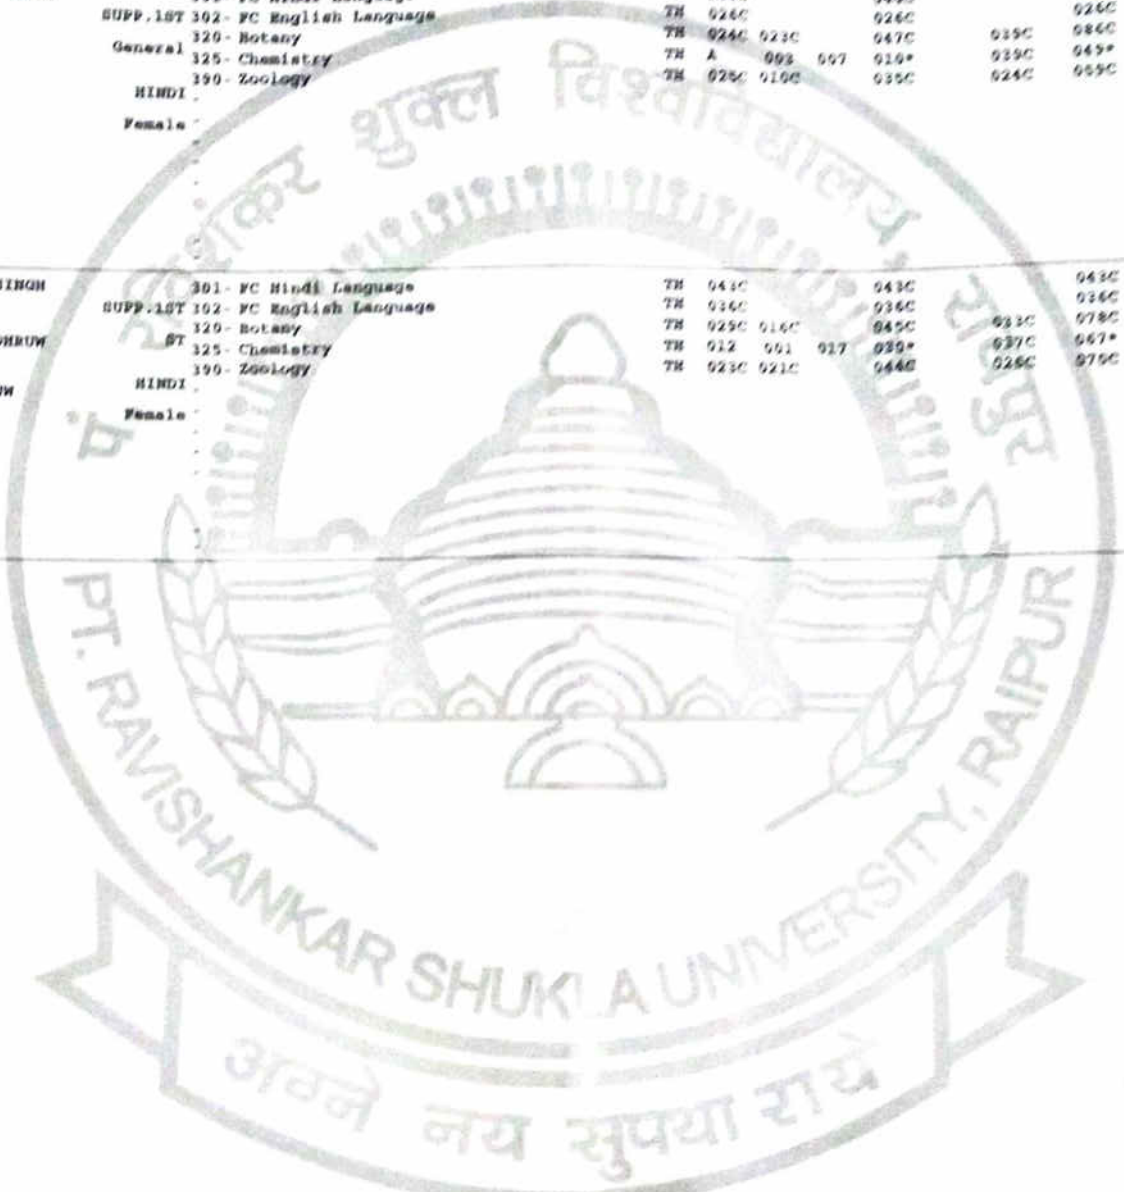 SUPP.1ST 302- FC English Language TH 026C 026C 026C
320- Botany TH 024C 023C 047C 039C 086C
General 325- Chemistry TH A 003 007 010* 039C 049*
390- Zoology TH 025C 010C 035C 024C 059C
HINDI
Female
301- FC Hindi Language TH 043C 043C 043C
SUPP.1ST 302- FC English Language TH 036C 036C 036C
320- Botany TH 029C 016C 045C 033C 078C
ST 325- Chemistry TH 012 001 017 030* 037C 067*
390- Zoology TH 023C 021C 044C 026C 070C
HINDI
Female
पं. रविशंकर शुक्ल विश्वविद्यालय, रायपुर
PT. RAVISHANKAR SHUKLA UNIVERSITY, RAIPUR
अग्ने नय सुपथा राये